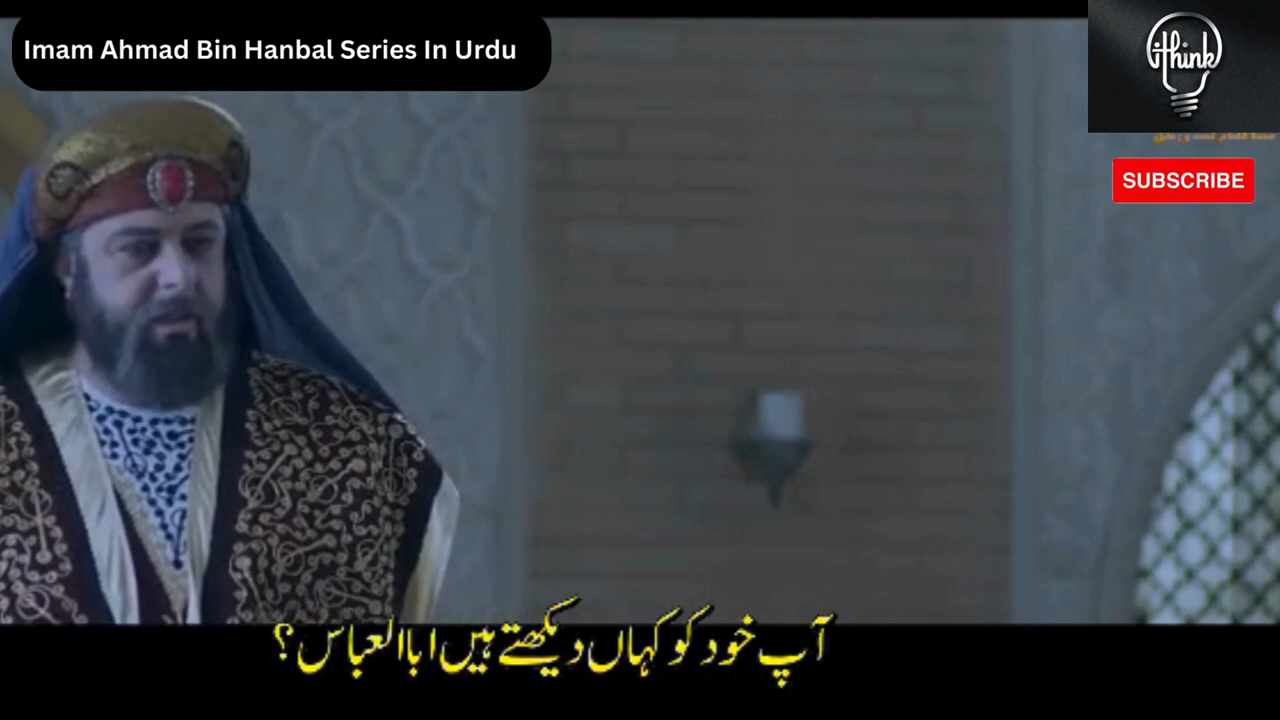 Imam Ahmad Bin Hanbal Series In Urdu
ithink
SUBSCRIBE
آپ خود کو کہاں دیکھتے ہیں ابا العباس؟